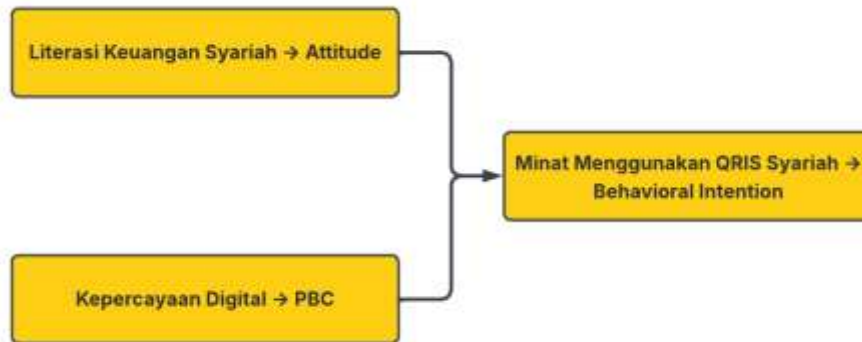 Literasi Keuangan Syariah → Attitude
Minat Menggunakan QRIS Syariah →
Behavioral Intention
Kepercayaan Digital → PBC